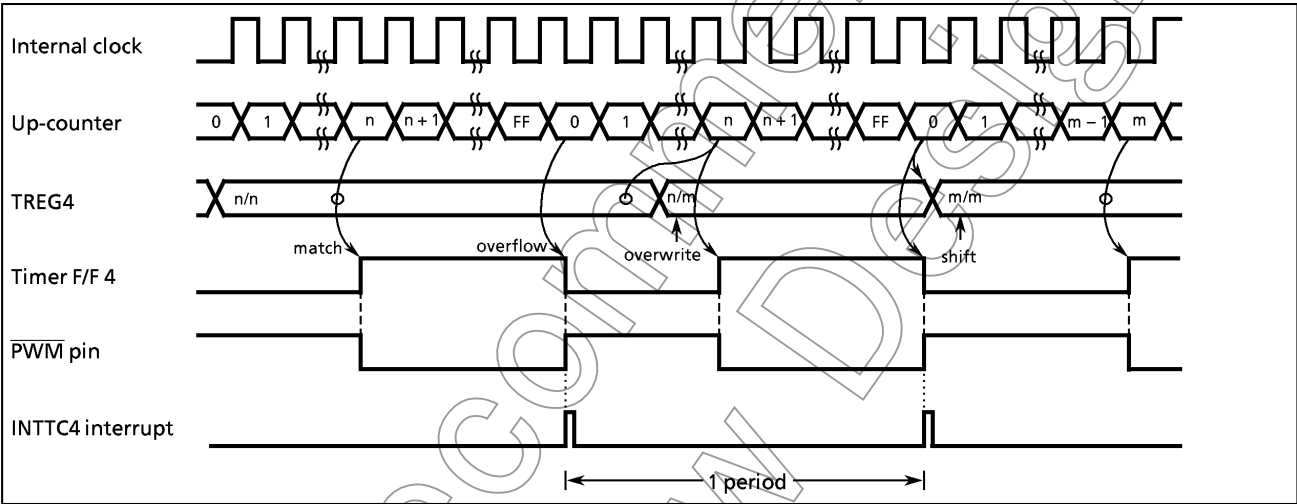 Internal clock
Up-counter
0 1 n n + 1 FF 0 1 n n + 1 FF 0 1 m − 1 m
TREG4
n/n n/m m/m
match overflow overwrite shift
Timer F/F 4
PWM pin
INTTC4 interrupt
1 period